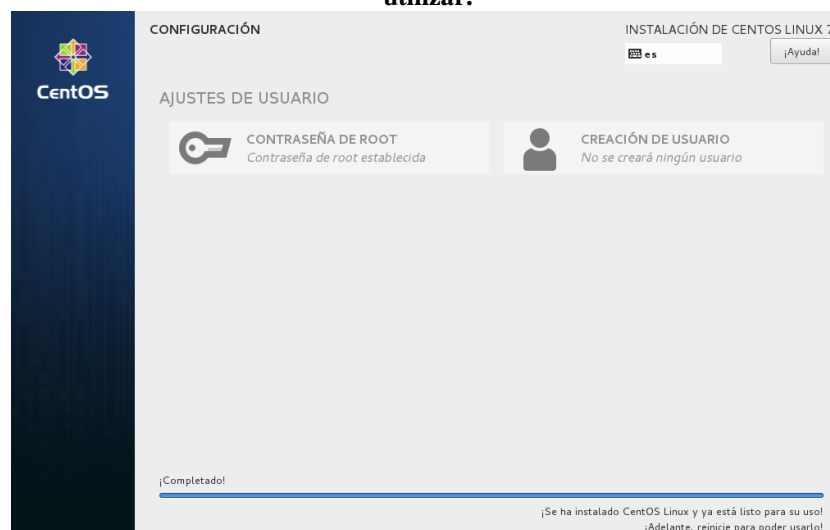 utilizar.
CONFIGURACIÓN
INSTALACIÓN DE CENTOS LINUX 7
es
¡Ayuda!
CentOS
AJUSTES DE USUARIO
CONTRASEÑA DE ROOT
Contraseña de root establecida
CREACIÓN DE USUARIO
No se creará ningún usuario
¡Completado!
¡Se ha instalado CentOS Linux y ya está listo para su uso!
¡Adelante, reinicie para poder usarlo!